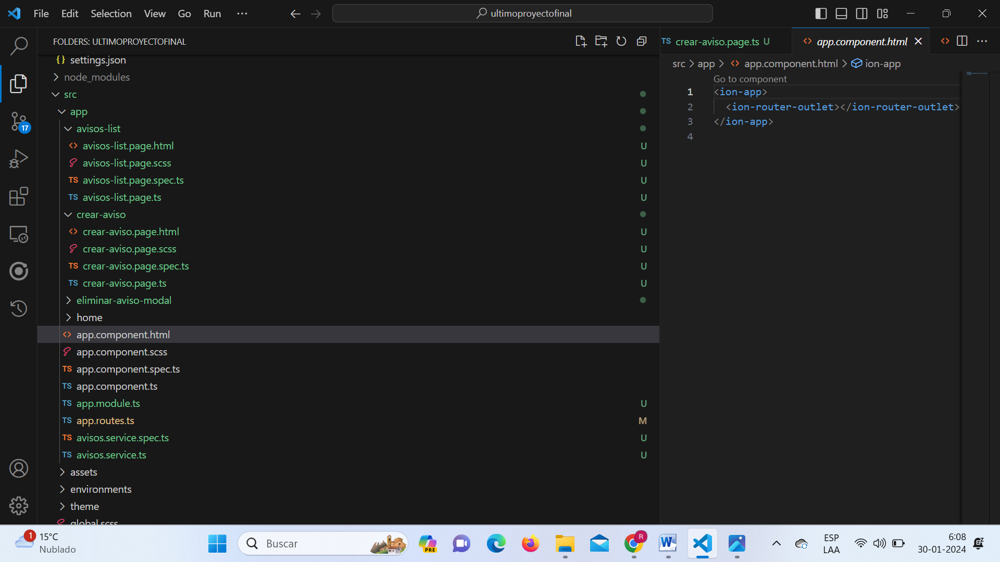 File Edit Selection View Go Run
ultimoproyectofinal
FOLDERS: ULTIMOPROYECTOFINAL
{} settings.json
node_modules
src
app
avisos-list
avisos-list.page.html U
avisos-list.page.scss U
TS avisos-list.page.spec.ts U
TS avisos-list.page.ts U
crear-aviso
crear-aviso.page.html U
crear-aviso.page.scss U
TS crear-aviso.page.spec.ts U
TS crear-aviso.page.ts U
eliminar-aviso-modal
home
app.component.html
app.component.scss
TS app.component.spec.ts
TS app.component.ts
TS app.module.ts U
TS app.routes.ts M
TS avisos.service.spec.ts U
TS avisos.service.ts U
assets
environments
theme
global.scss
17
TS crear-aviso.page.ts U
app.component.html
src > app > app.component.html > ion-app
Go to component
1 <ion-app>
2 <ion-router-outlet></ion-router-outlet>
3 </ion-app>
4
1
15°C
Nublado
Buscar
PRE
R
W
ESP
LAA
6:08
30-01-2024